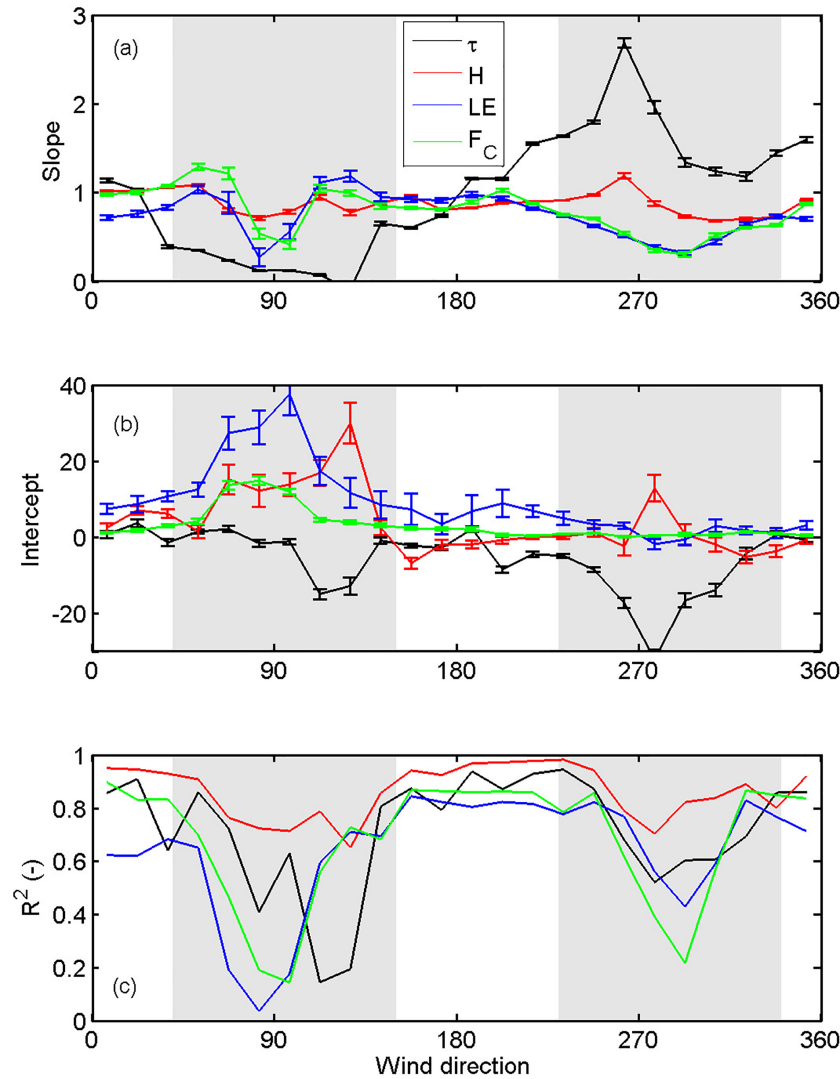 (a)
τ
H
LE
F_C
Slope
3
2
1
0
0 90 180 270 360
(b)
Intercept
40
20
0
-20
0 90 180 270 360
(c)
R² (-)
1
0.8
0.6
0.4
0.2
0
0 90 180 270 360
Wind direction